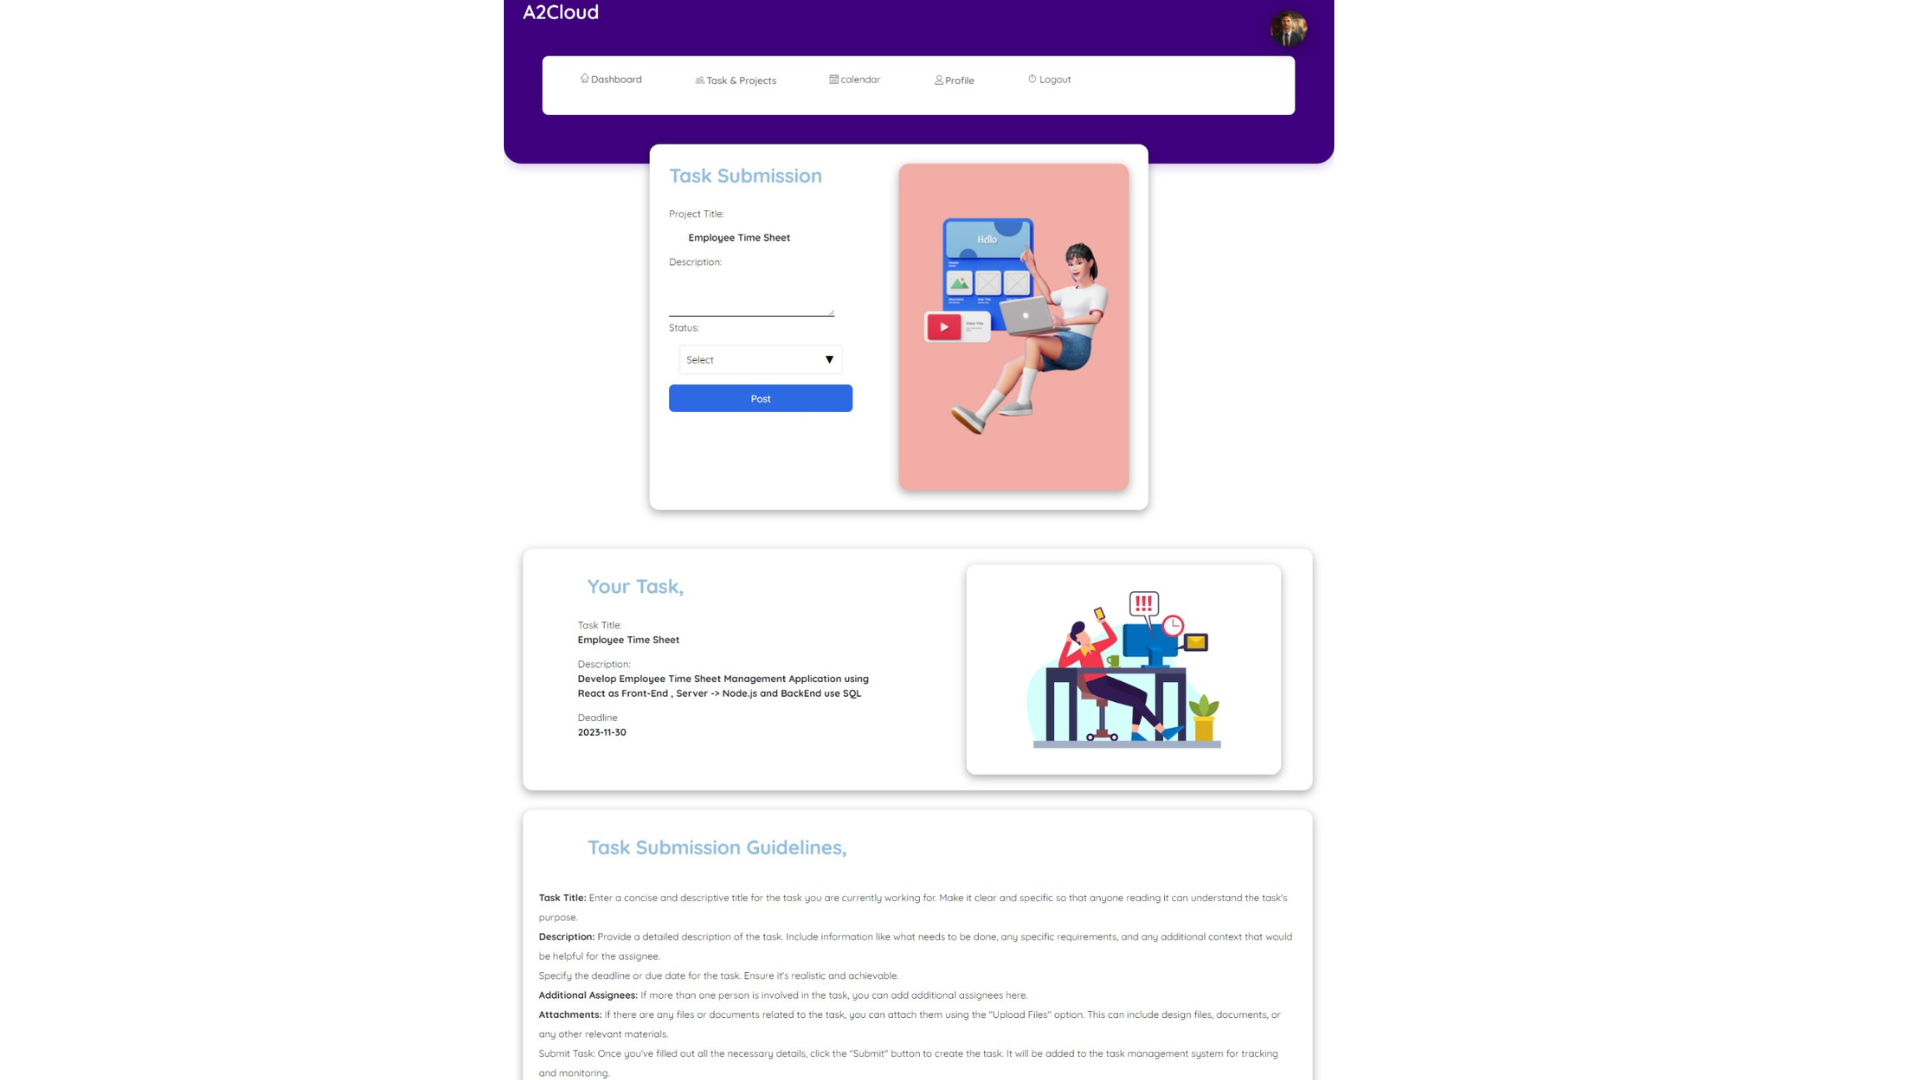 A2Cloud
Dashboard
Task & Projects
calendar
Profile
Logout
Task Submission
Project Title:
Employee Time Sheet
Description:
Status:
Select
Post
Hello
Your Task,
Task Title:
Employee Time Sheet
Description:
Develop Employee Time Sheet Management Application using
React as Front-End , Server -> Node.js and BackEnd use SQL
Deadline
2023-11-30
!!!
Task Submission Guidelines,
Task Title: Enter a concise and descriptive title for the task you are currently working for. Make it clear and specific so that anyone reading it can understand the task's
purpose.
Description: Provide a detailed description of the task. Include information like what needs to be done, any specific requirements, and any additional context that would
be helpful for the assignee.
Specify the deadline or due date for the task. Ensure it's realistic and achievable.
Additional Assignees: If more than one person is involved in the task, you can add additional assignees here.
Attachments: If there are any files or documents related to the task, you can attach them using the "Upload Files" option. This can include design files, documents, or
any other relevant materials.
Submit Task: Once you've filled out all the necessary details, click the "Submit" button to create the task. It will be added to the task management system for tracking
and monitoring.